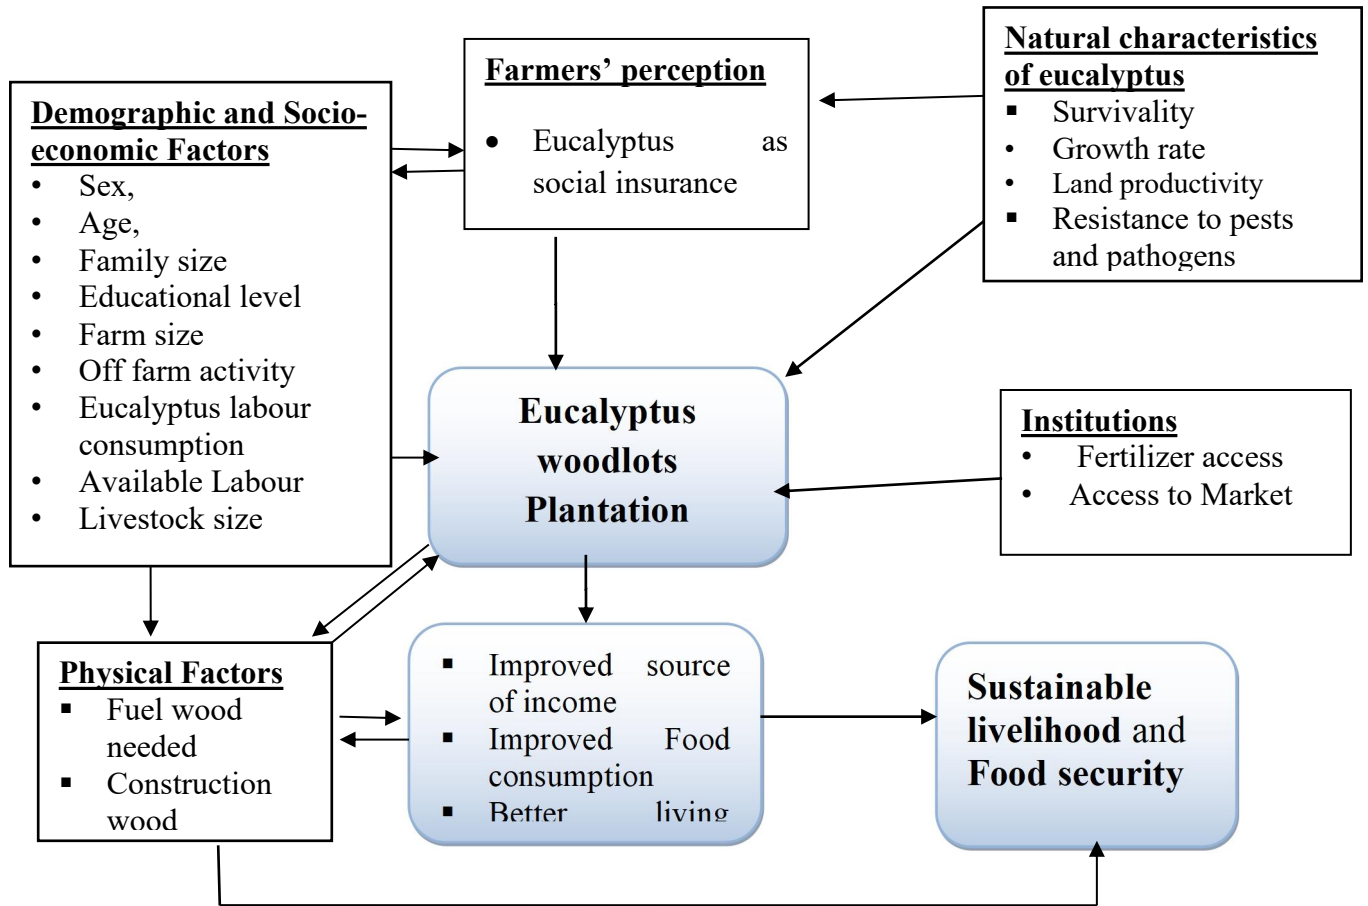 Demographic and Socio-
economic Factors
• Sex,
• Age,
• Family size
• Educational level
• Farm size
• Off farm activity
• Eucalyptus labour
consumption
• Available Labour
• Livestock size
Farmers’ perception
• Eucalyptus as
social insurance
Natural characteristics
of eucalyptus
▪ Survivality
• Growth rate
• Land productivity
▪ Resistance to pests
and pathogens
Eucalyptus
woodlots
Plantation
Institutions
• Fertilizer access
• Access to Market
Physical Factors
▪ Fuel wood
needed
▪ Construction
wood
▪ Improved source
of income
▪ Improved Food
consumption
▪ Better living
Sustainable
livelihood and
Food security